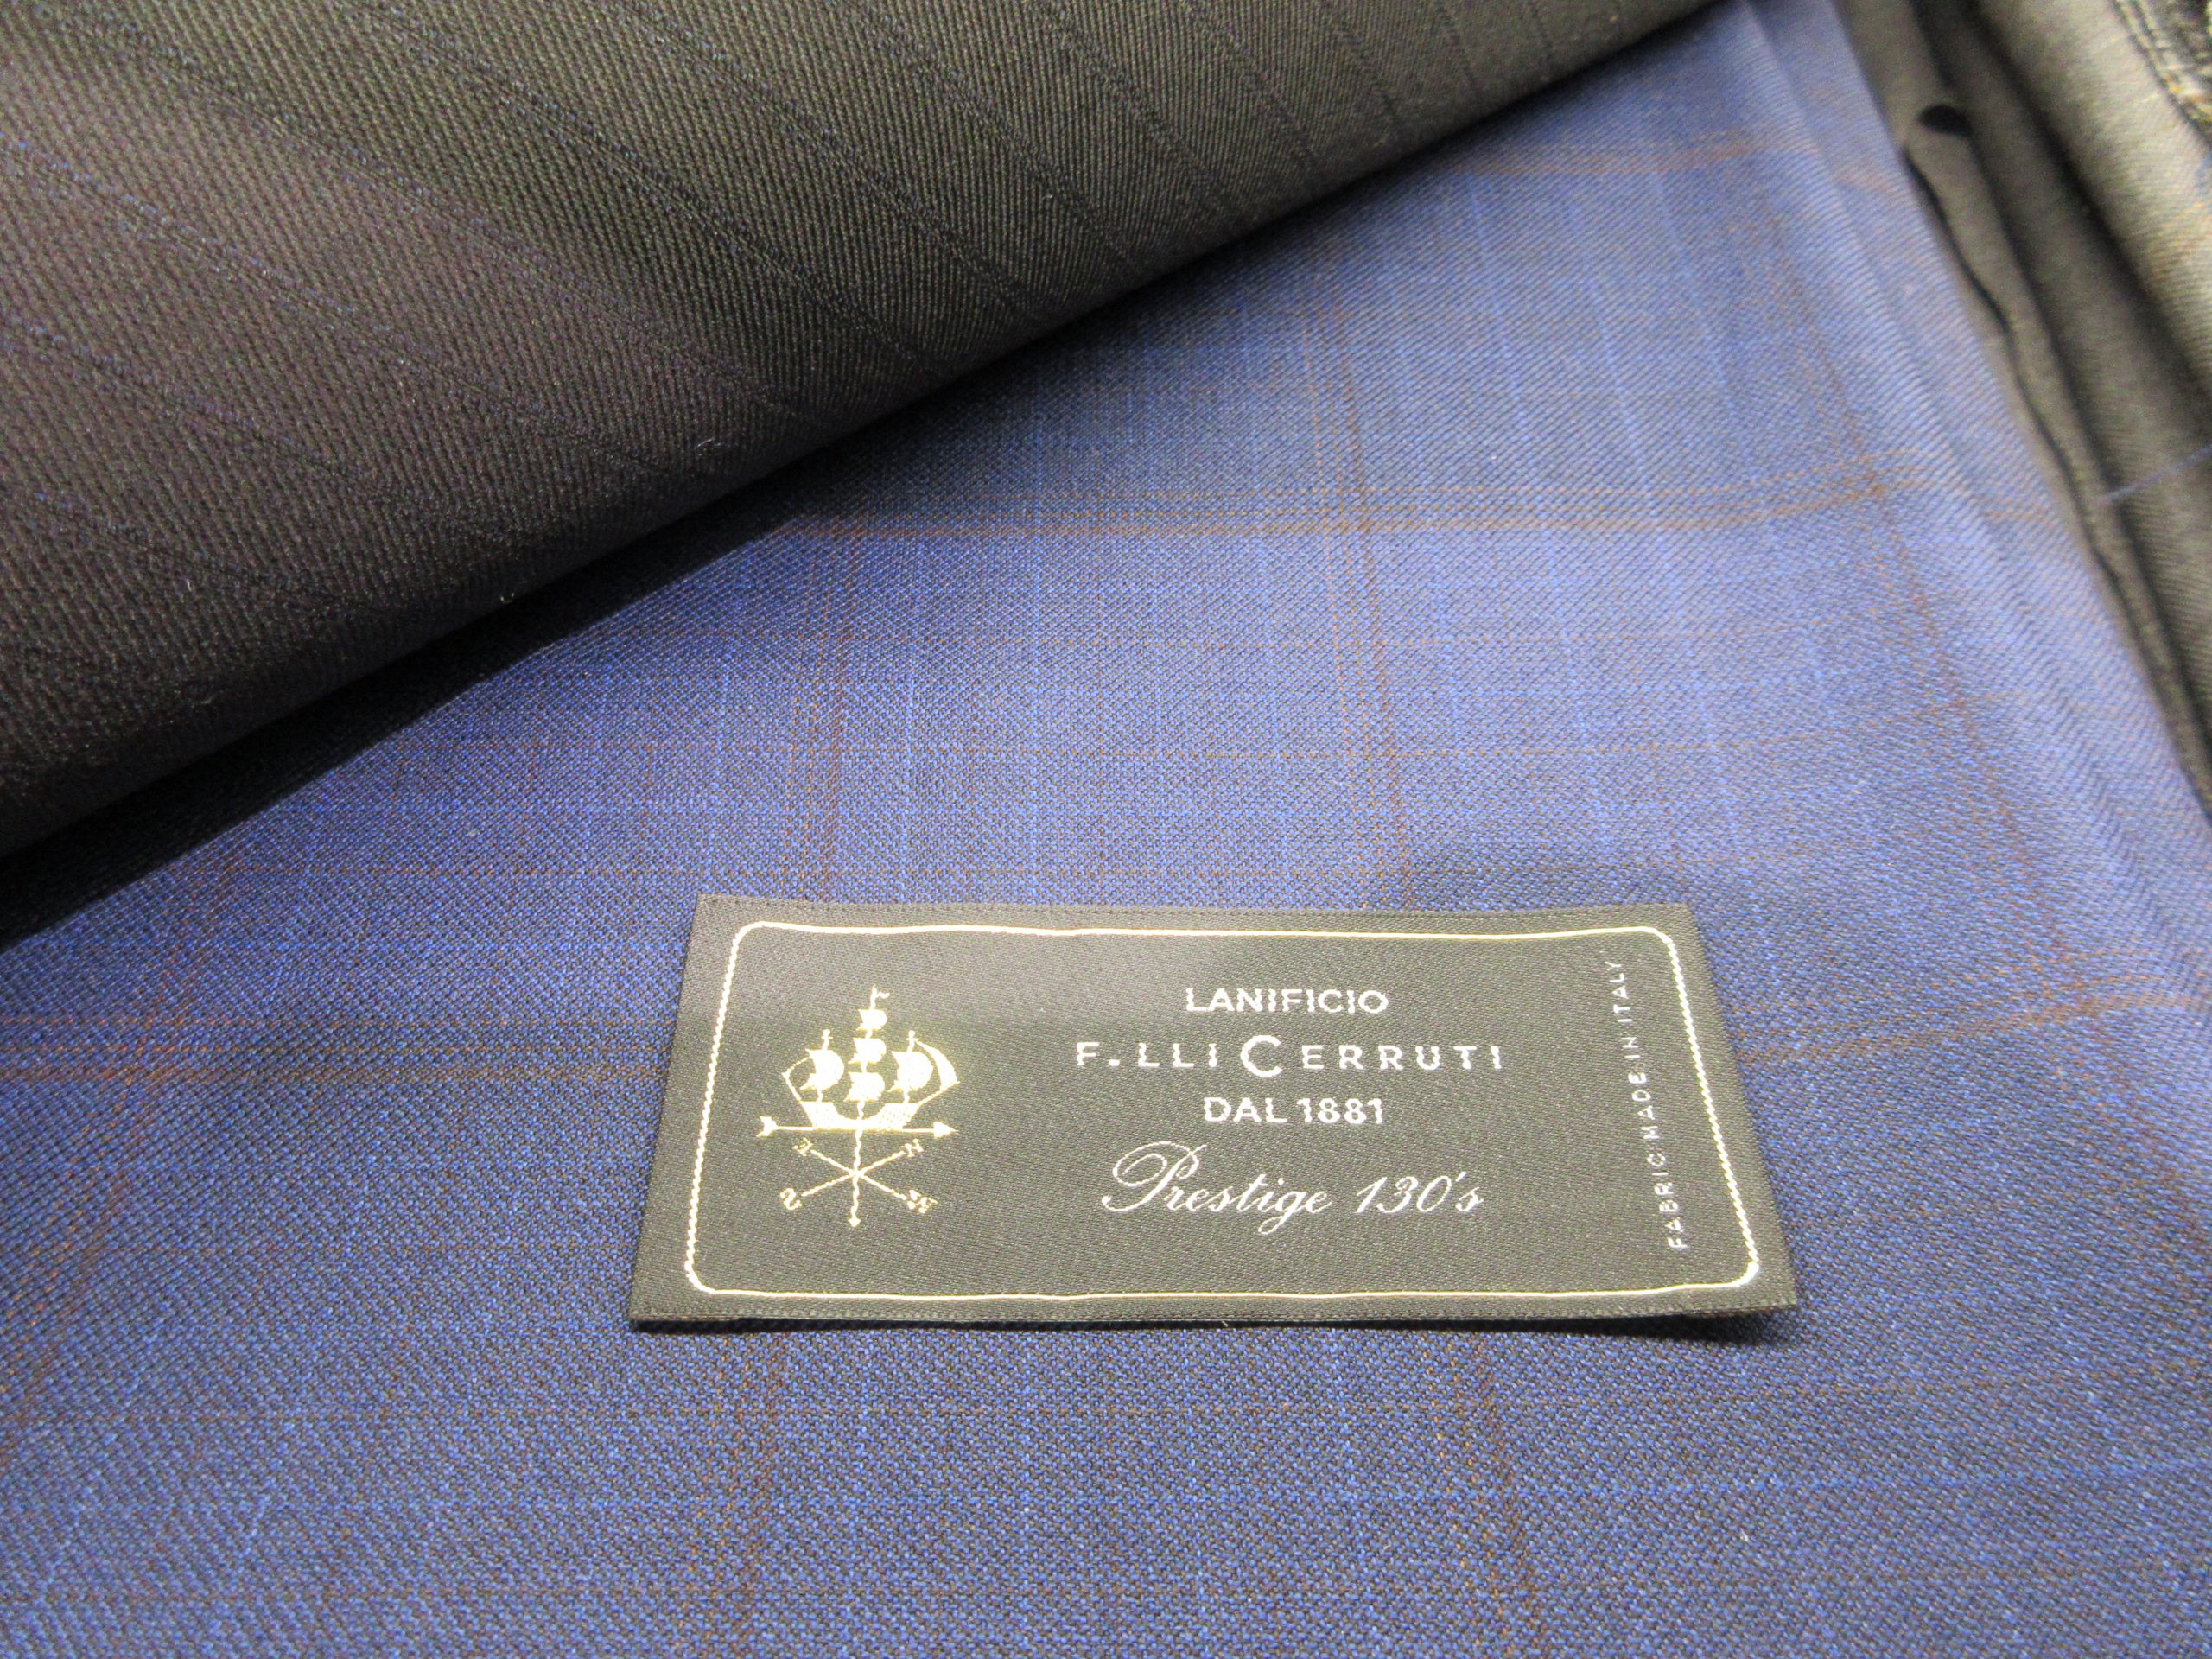 LANIFICIO
F.LLI CERRUTI
DAL 1881
Prestige 130's
FABRIC MADE IN ITALY
N
S